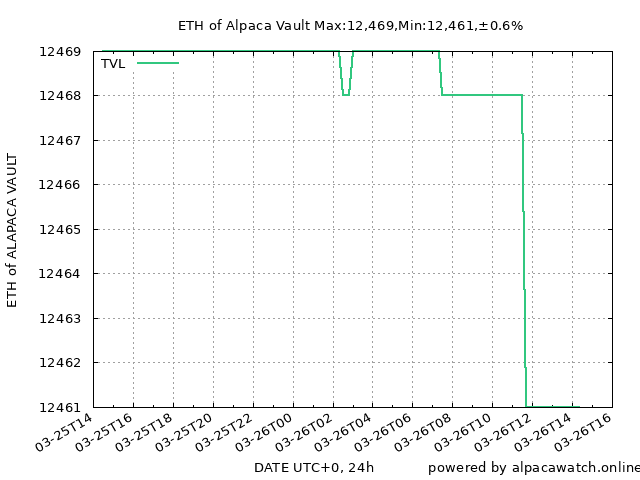 ETH of Alpaca Vault Max:12,469,Min:12,461,±0.6%
12469
TVL
12468
12467
12466
12465
12464
12463
12462
12461
ETH of ALAPACA VAULT
03-25T14
03-25T16
03-25T18
03-25T20
03-25T22
03-26T00
03-26T02
03-26T04
03-26T06
03-26T08
03-26T10
03-26T12
03-26T14
03-26T16
DATE UTC+0, 24h
powered by alpacawatch.online